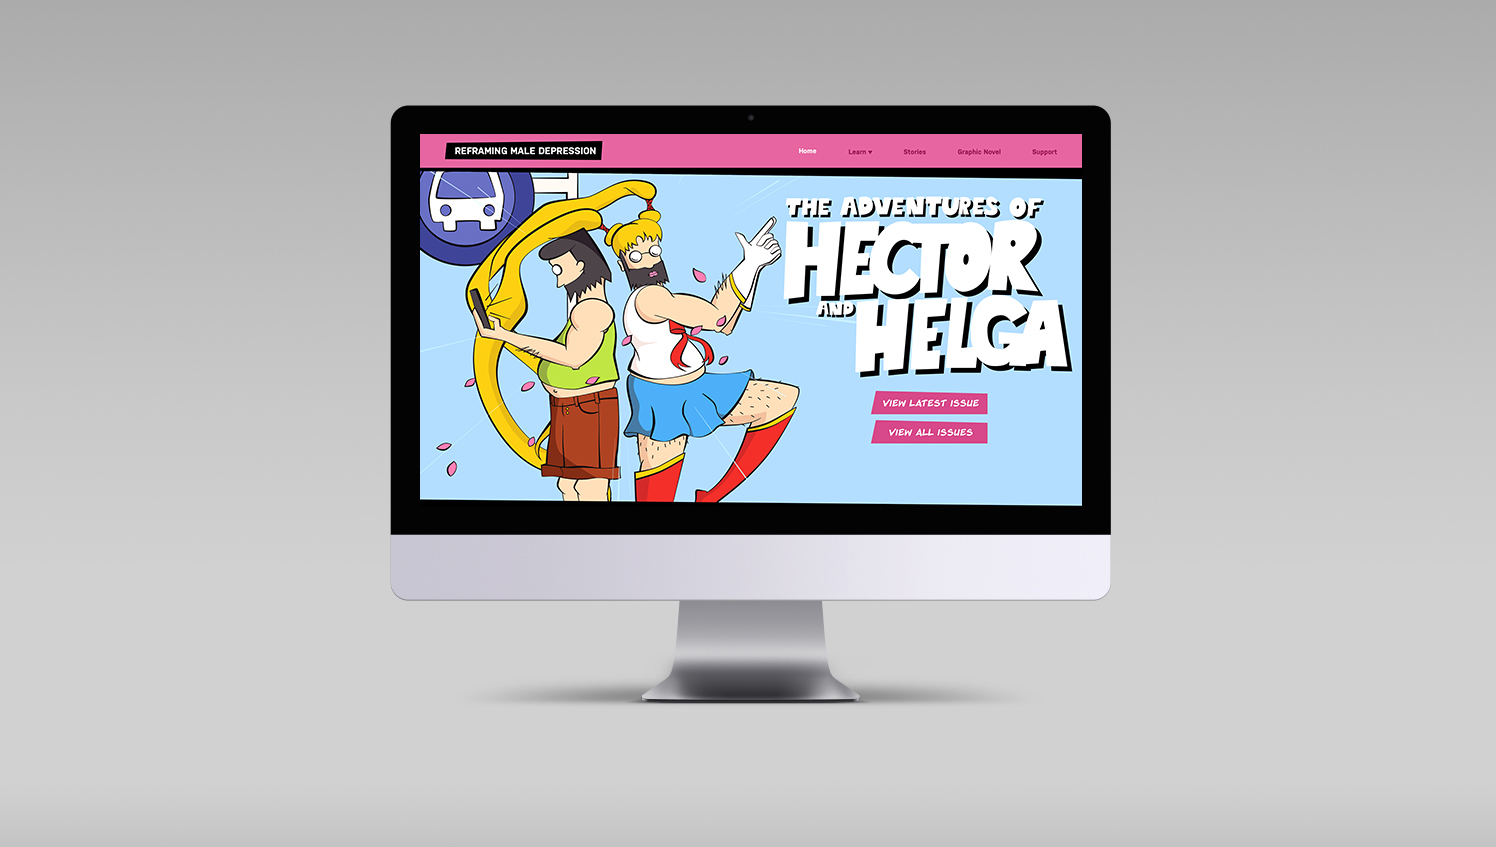 REFRAMING MALE DEPRESSION
Home Learn ▾ Stories Graphic Novel Support
THE ADVENTURES OF
HECTOR
AND
HELGA
VIEW LATEST ISSUE
VIEW ALL ISSUES